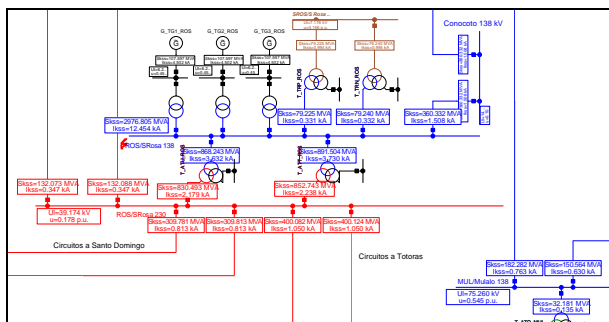 SROS/S Rosa ...
G_TG1_ROS
G_TG2_ROS
G_TG3_ROS
Conocoto 138 kV
T_TRP_ROS
T_TRN_ROS
Skss=2976.805 MVA
Ikss=12.454 kA
Skss=79.225 MVA
Ikss=0.331 kA
Skss=79.240 MVA
Ikss=0.332 kA
Skss=360.332 MVA
Ikss=1.508 kA
ROS/SRosa 138
Skss=868.243 MVA
Ikss=3.632 kA
Skss=891.504 MVA
Ikss=3.730 kA
Skss=132.073 MVA
Ikss=0.347 kA
Skss=132.088 MVA
Ikss=0.347 kA
Skss=830.493 MVA
Ikss=2.179 kA
Skss=852.743 MVA
Ikss=2.238 kA
Ul=39.174 kV
u=0.178 p.u.
ROS/SRosa 230
Skss=309.781 MVA
Ikss=0.813 kA
Skss=309.813 MVA
Ikss=0.813 kA
Skss=400.082 MVA
Ikss=1.050 kA
Skss=400.124 MVA
Ikss=1.050 kA
Circuitos a Santo Domingo
Circuitos a Totoras
Skss=182.282 MVA
Ikss=0.763 kA
Skss=150.564 MVA
Ikss=0.630 kA
MUL/Mulalo 138
Ul=75.260 kV
u=0.545 p.u.
Skss=32.181 MVA
Ikss=0.135 kA